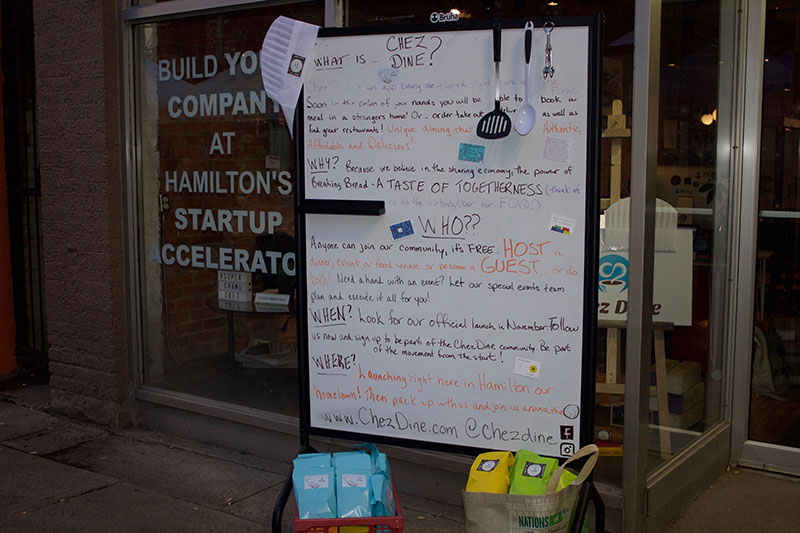 Bruha
BUILD YO
COMPAN
AT
HAMILTON'S
STARTUP
ACCELERATO
WHAT IS... CHEZ DINE?
Chez Dine is an app being developed right
Soon in the palm of your hands you will be able to book a
meal in a strangers home! Or... order take out as well as
find great restaurants! Unique dining that Authentic,
Affordable and Delicious!
WHY? Because we believe in the sharing economy, the power of
Breaking Bread - A TASTE OF TOGETHERNESS (think of
us as the Airbnb/Uber for FOOD
WHO??
Anyone can join our community, it's FREE. HOST a
dinner, event or food service or become a GUEST... or do
both! Need a hand with an event? Let our special events team
plan and execute it all for you!
WHEN? Look for our official launch in November. Follow
us now and sign up to be part of the ChezDine community. Be part
of the movement from the start!
WHERE? Launching right here in Hamilton our
hometown! Then pack up with us and join us around the
www.ChezDine.com @chezdine
ez Dine
NATIONS